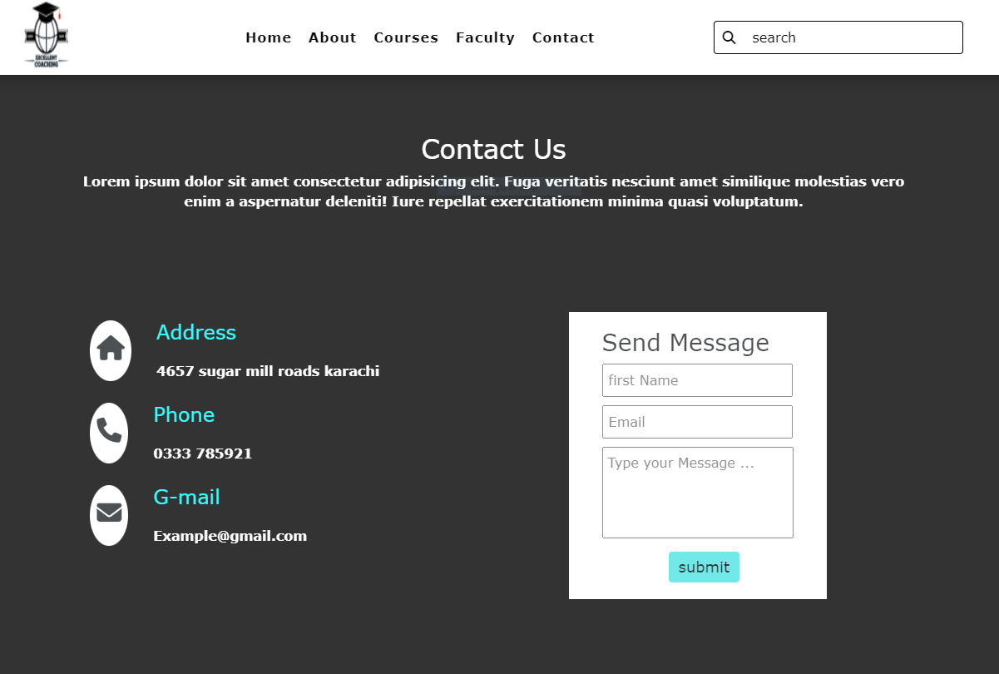 EXCELLENT
COACHING
Home About Courses Faculty Contact
search
Contact Us
Lorem ipsum dolor sit amet consectetur adipisicing elit. Fuga veritatis nesciunt amet similique molestias vero
enim a aspernatur deleniti! Iure repellat exercitationem minima quasi voluptatum.
Address
4657 sugar mill roads karachi
Phone
0333 785921
G-mail
Example@gmail.com
Send Message
first Name
Email
Type your Message ...
submit